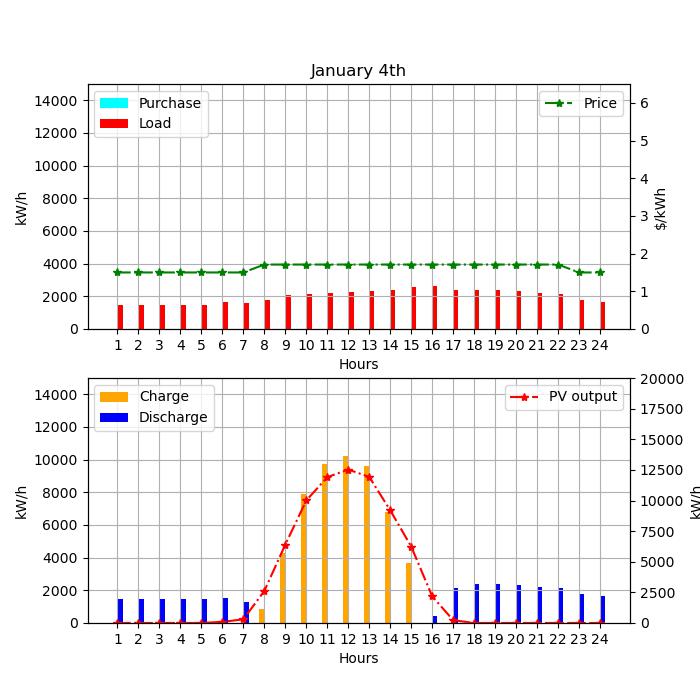 January 4th
14000
12000
10000
8000
6000
4000
2000
0
kW/h
Purchase
Load
Price
6
5
4
3
2
1
0
$/kWh
1 2 3 4 5 6 7 8 9 10 11 12 13 14 15 16 17 18 19 20 21 22 23 24
Hours
14000
12000
10000
8000
6000
4000
2000
0
kW/h
Charge
Discharge
PV output
20000
17500
15000
12500
10000
7500
5000
2500
0
kW/h
1 2 3 4 5 6 7 8 9 10 11 12 13 14 15 16 17 18 19 20 21 22 23 24
Hours